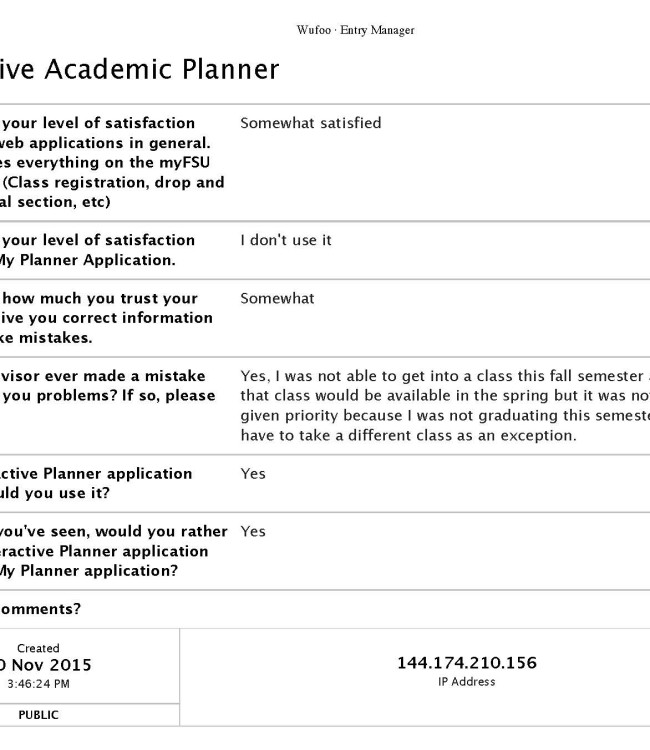 Wufoo · Entry Manager
ive Academic Planner
your level of satisfaction
web applications in general.
es everything on the myFSU
(Class registration, drop and
al section, etc)
Somewhat satisfied
your level of satisfaction
My Planner Application.
I don't use it
how much you trust your
ive you correct information
ke mistakes.
Somewhat
visor ever made a mistake
you problems? If so, please
Yes, I was not able to get into a class this fall semester
that class would be available in the spring but it was no
given priority because I was not graduating this semest
have to take a different class as an exception.
ctive Planner application
uld you use it?
Yes
you've seen, would you rather
eractive Planner application
My Planner application?
Yes
omments?
Created
0 Nov 2015
3:46:24 PM
PUBLIC
144.174.210.156
IP Address